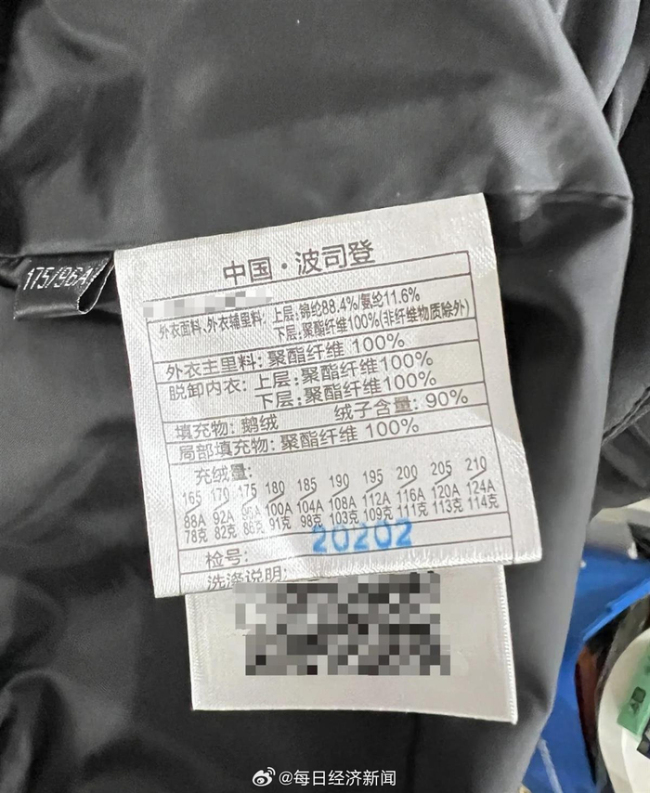 175/96A
中国·波司登
外衣面料、外衣辅里料：上层：锦纶88.4%/氨纶11.6%
下层：聚酯纤维100%(非纤维物质除外)
外衣主里料：聚酯纤维 100%
脱卸内衣：上层：聚酯纤维100%
下层：聚酯纤维100%
填充物：鹅绒 绒子含量：90%
局部填充物：聚酯纤维 100%
充绒量：
165 170 175 180 185 190 195 200 205 210
88A 92A 96A 100A 104A 108A 112A 116A 120A 124A
78克 82克 86克 91克 98克 103克 109克 111克 113克 114克
检号： 20202
洗涤说明：
@每日经济新闻